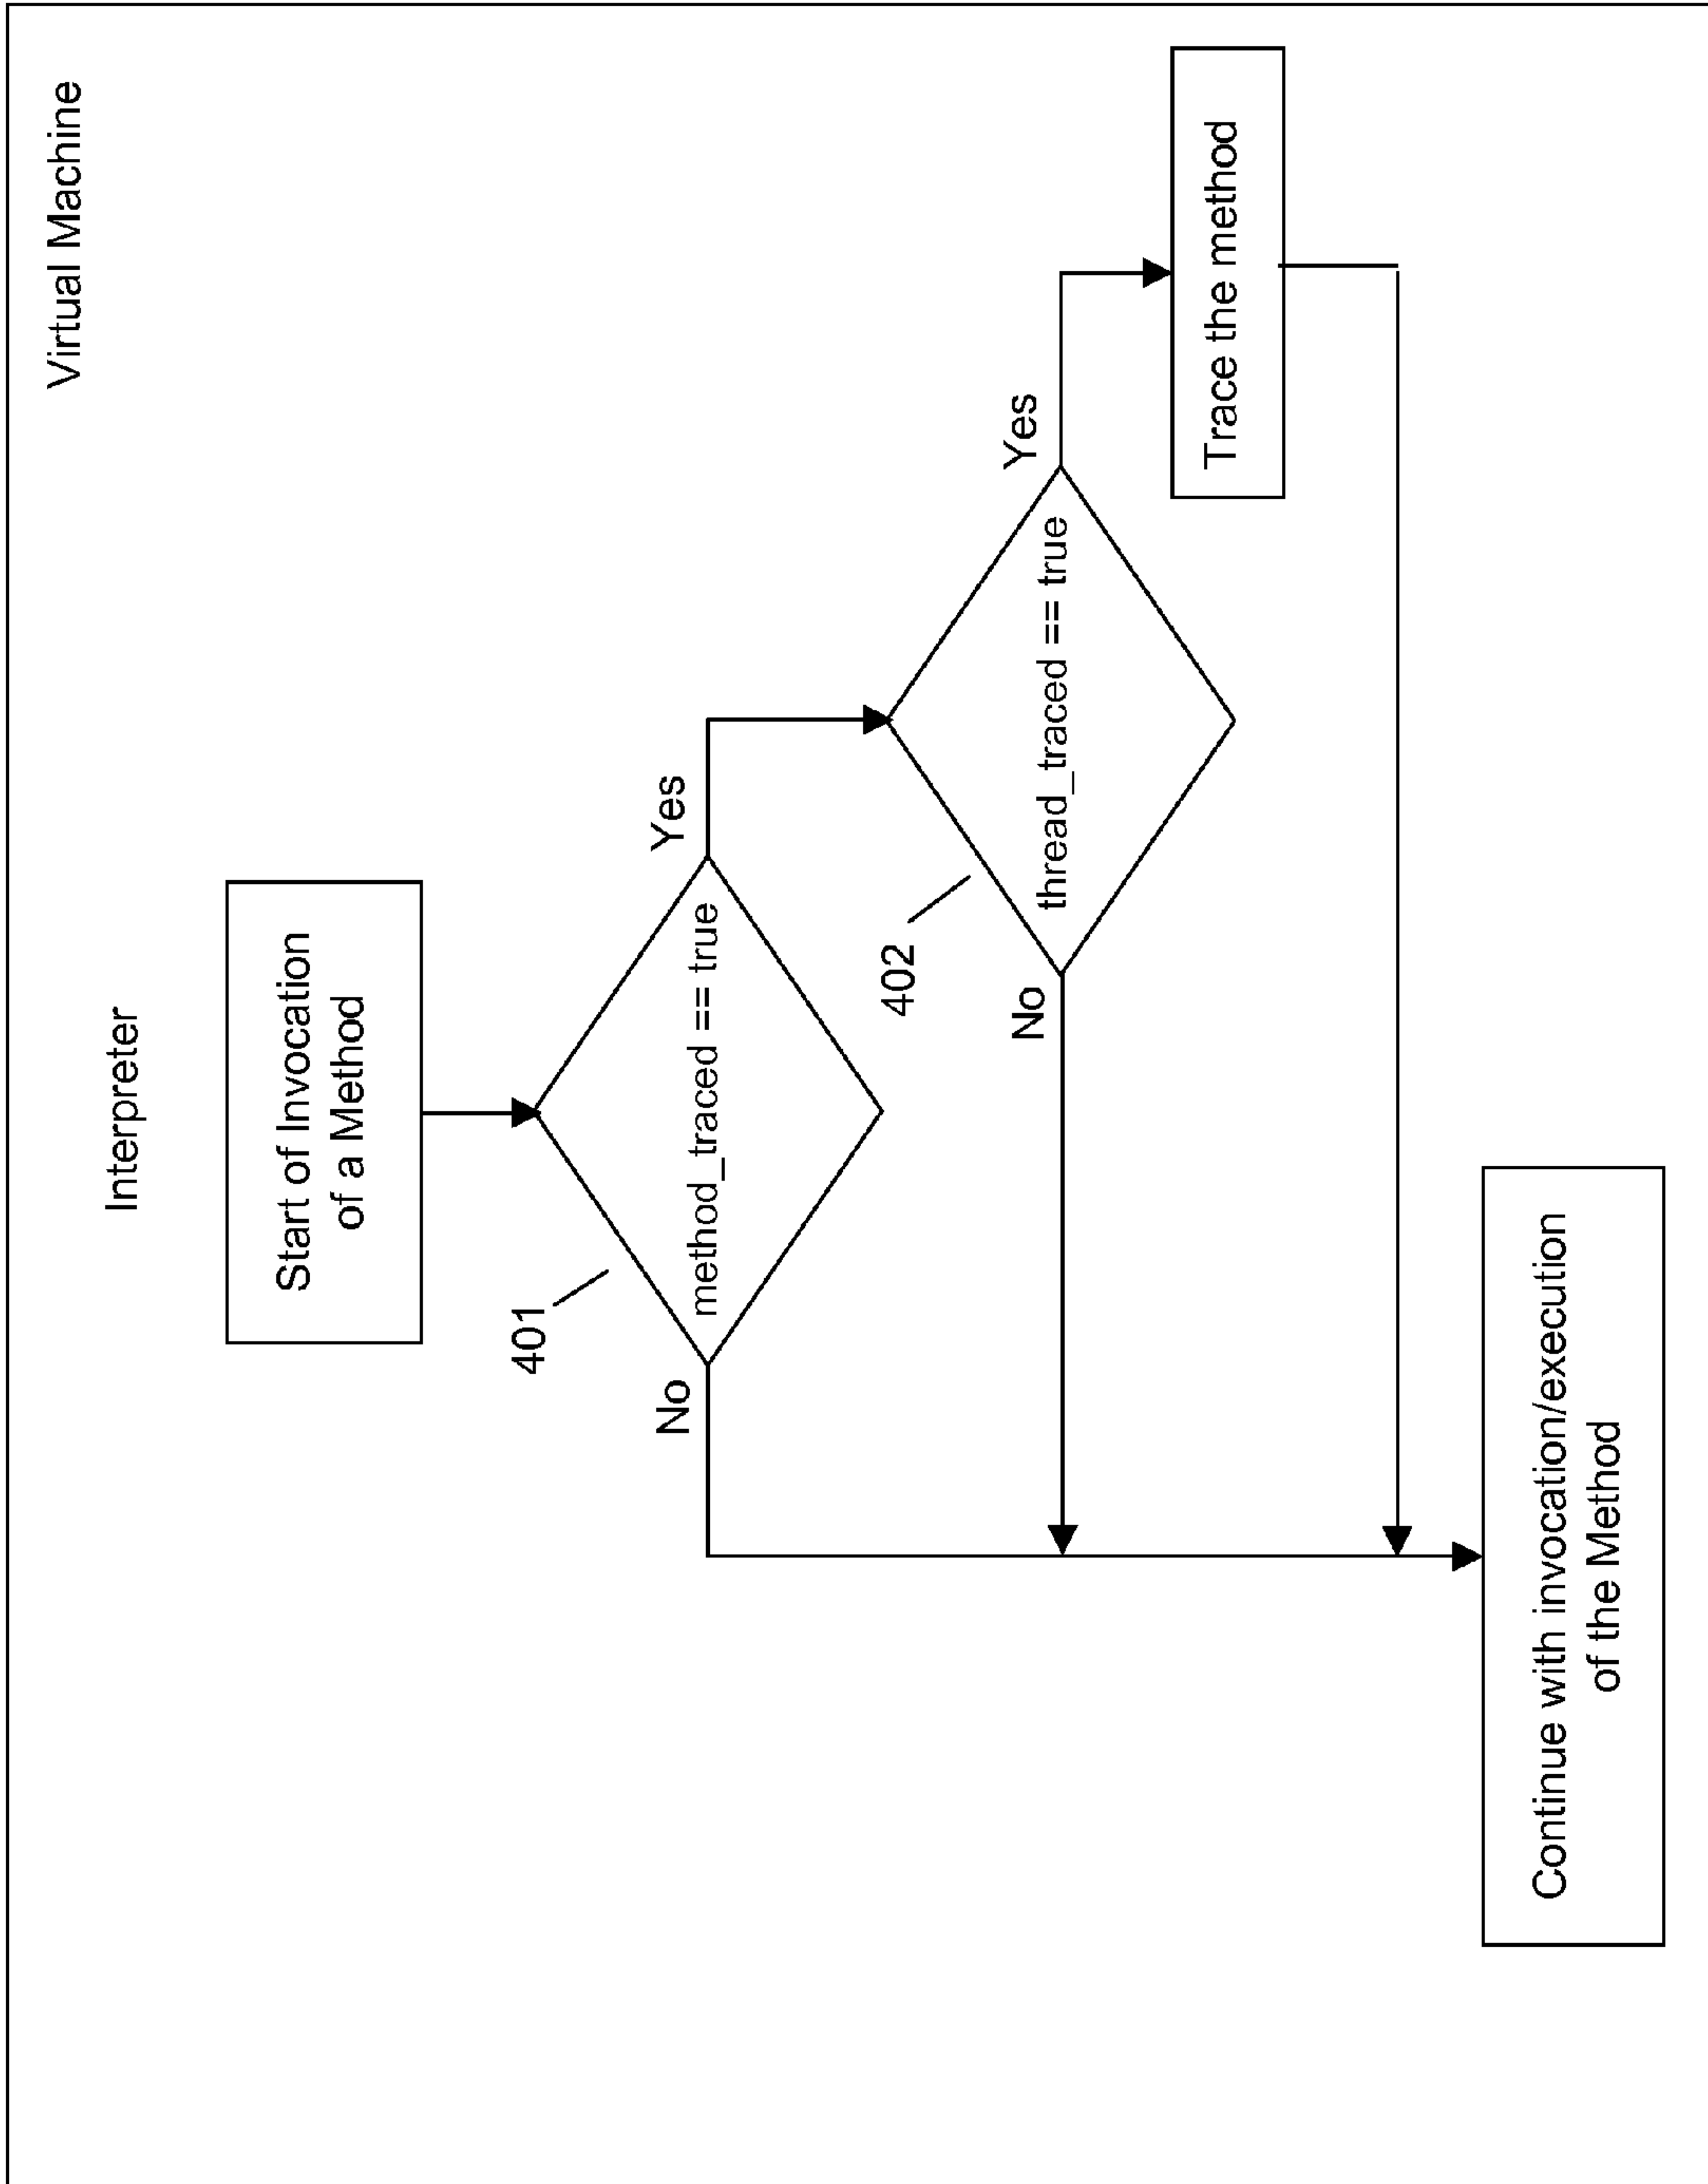 Virtual Machine
Interpreter
Start of Invocation
of a Method
401
method_traced == true
Yes
No
402
thread_traced == true
Yes
No
Trace the method
Continue with invocation/execution
of the Method